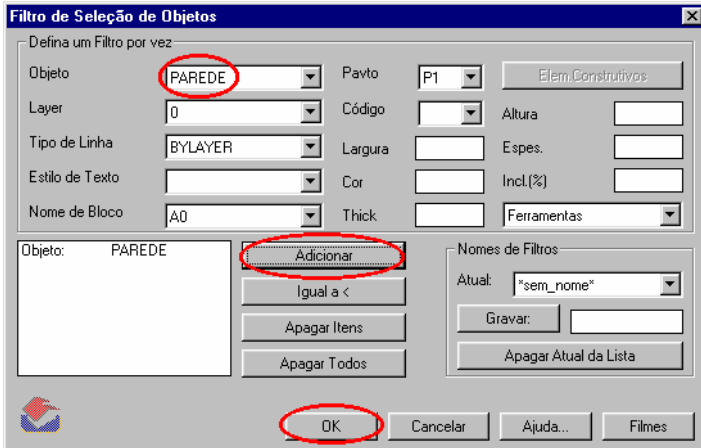 Filtro de Seleção de Objetos
Defina um Filtro por vez
Objeto PAREDE Pavto P1 Elem.Construtivos
Layer 0 Código Altura
Tipo de Linha BYLAYER Largura Espes.
Estilo de Texto Cor Incl.(%)
Nome de Bloco A0 Thick Ferramentas
Objeto: PAREDE Adicionar Nomes de Filtros
Igual a < Atual: *sem_nome*
Apagar Itens Gravar:
Apagar Todos Apagar Atual da Lista
OK Cancelar Ajuda... Filmes